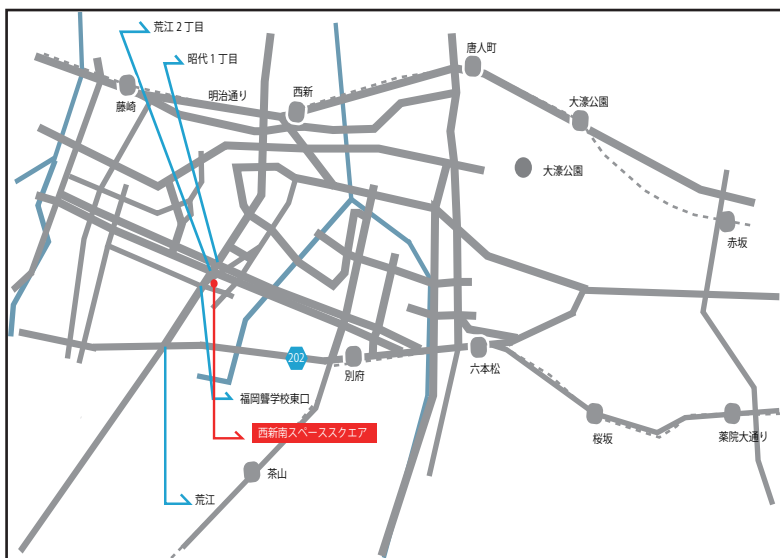 荒江2丁目
唐人町
昭代1丁目
西新
明治通り
大濠公園
藤崎
大濠公園
赤坂
202
別府
六本松
福岡聾学校東口
西新南スペーススクエア
桜坂
薬院大通り
茶山
荒江